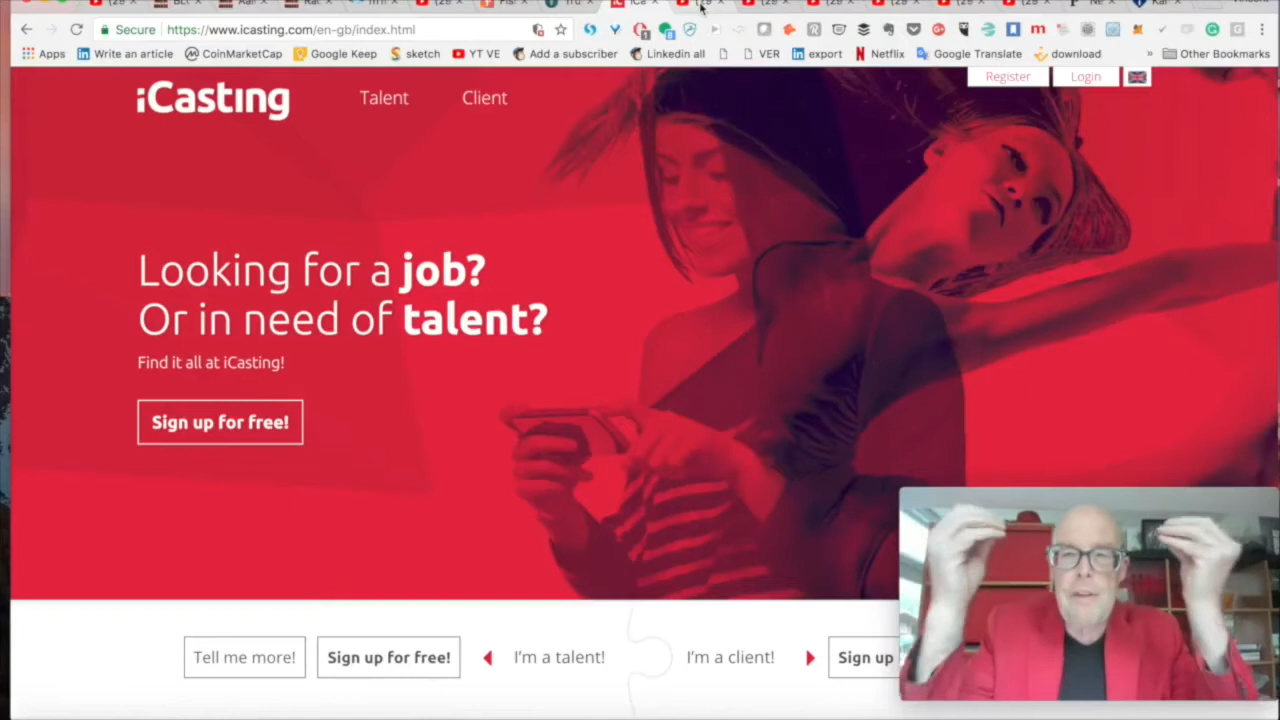 Secure https://www.icasting.com/en-gb/index.html
Apps Write an article CoinMarketCap Google Keep sketch YT VE Add a subscriber Linkedin all VER export Netflix Google Translate download » Other Bookmarks
iCasting Talent Client Register Login
Looking for a job?
Or in need of talent?
Find it all at iCasting!
Sign up for free!
Tell me more! Sign up for free! I'm a talent! I'm a client! Sign up